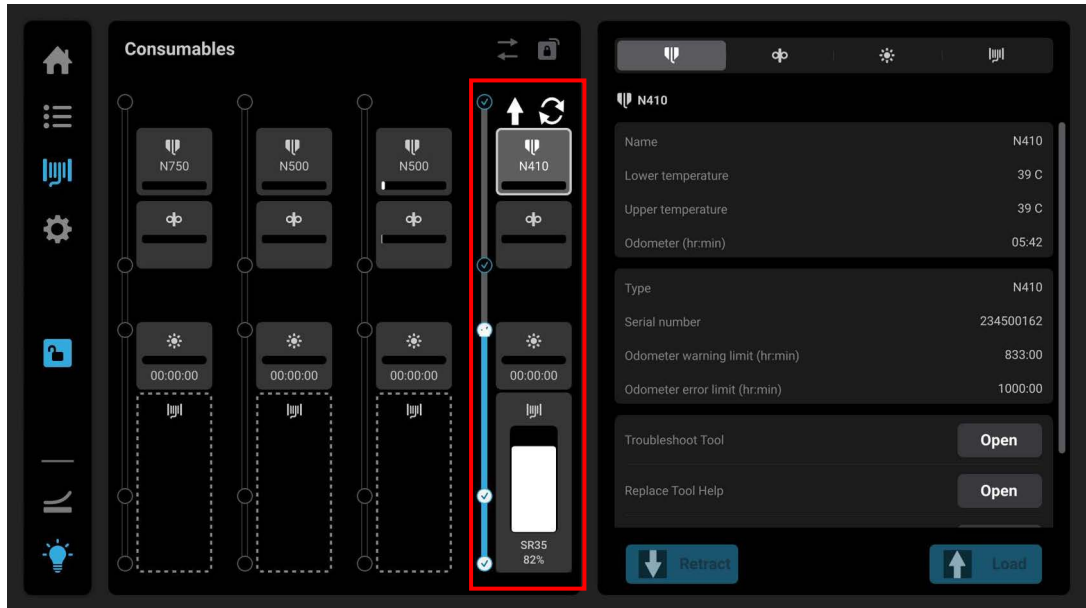 Consumables
N750
N500
N500
N410
00:00:00
00:00:00
00:00:00
00:00:00
SR35
82%
N410
Name N410
Lower temperature 39 C
Upper temperature 39 C
Odometer (hr:min) 05:42
Type N410
Serial number 234500162
Odometer warning limit (hr:min) 833:00
Odometer error limit (hr:min) 1000:00
Troubleshoot Tool Open
Replace Tool Help Open
Retract
Load